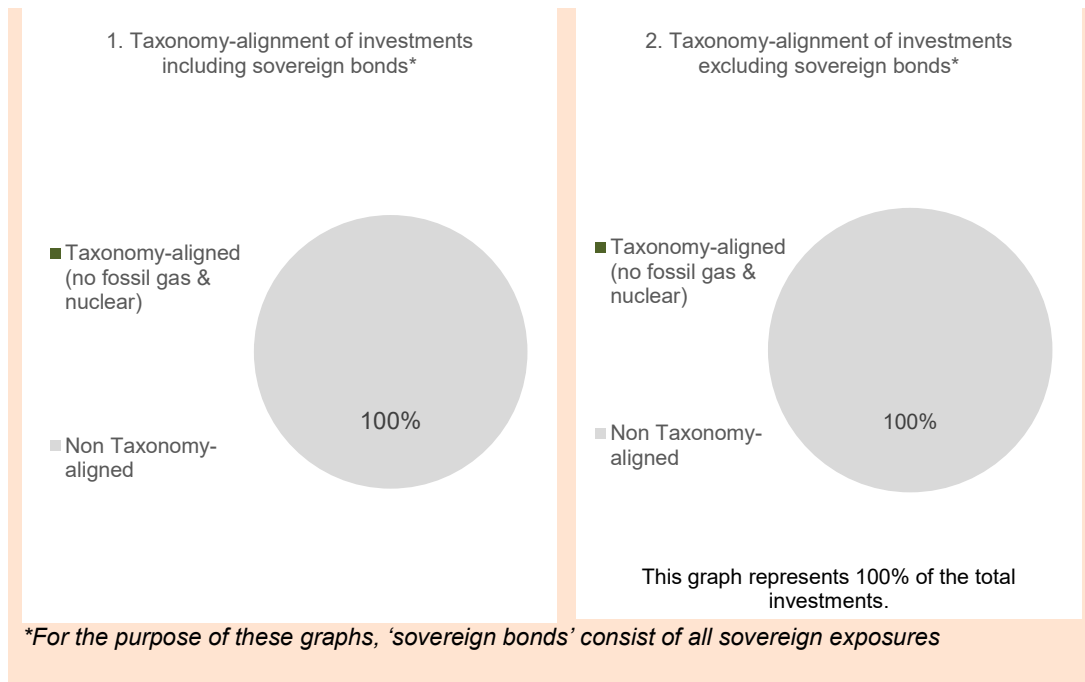 1. Taxonomy-alignment of investments
including sovereign bonds*
Taxonomy-aligned
(no fossil gas &
nuclear)
Non Taxonomy-
aligned
100%
2. Taxonomy-alignment of investments
excluding sovereign bonds*
Taxonomy-aligned
(no fossil gas &
nuclear)
Non Taxonomy-
aligned
100%
This graph represents 100% of the total
investments.
*For the purpose of these graphs, ‘sovereign bonds’ consist of all sovereign exposures